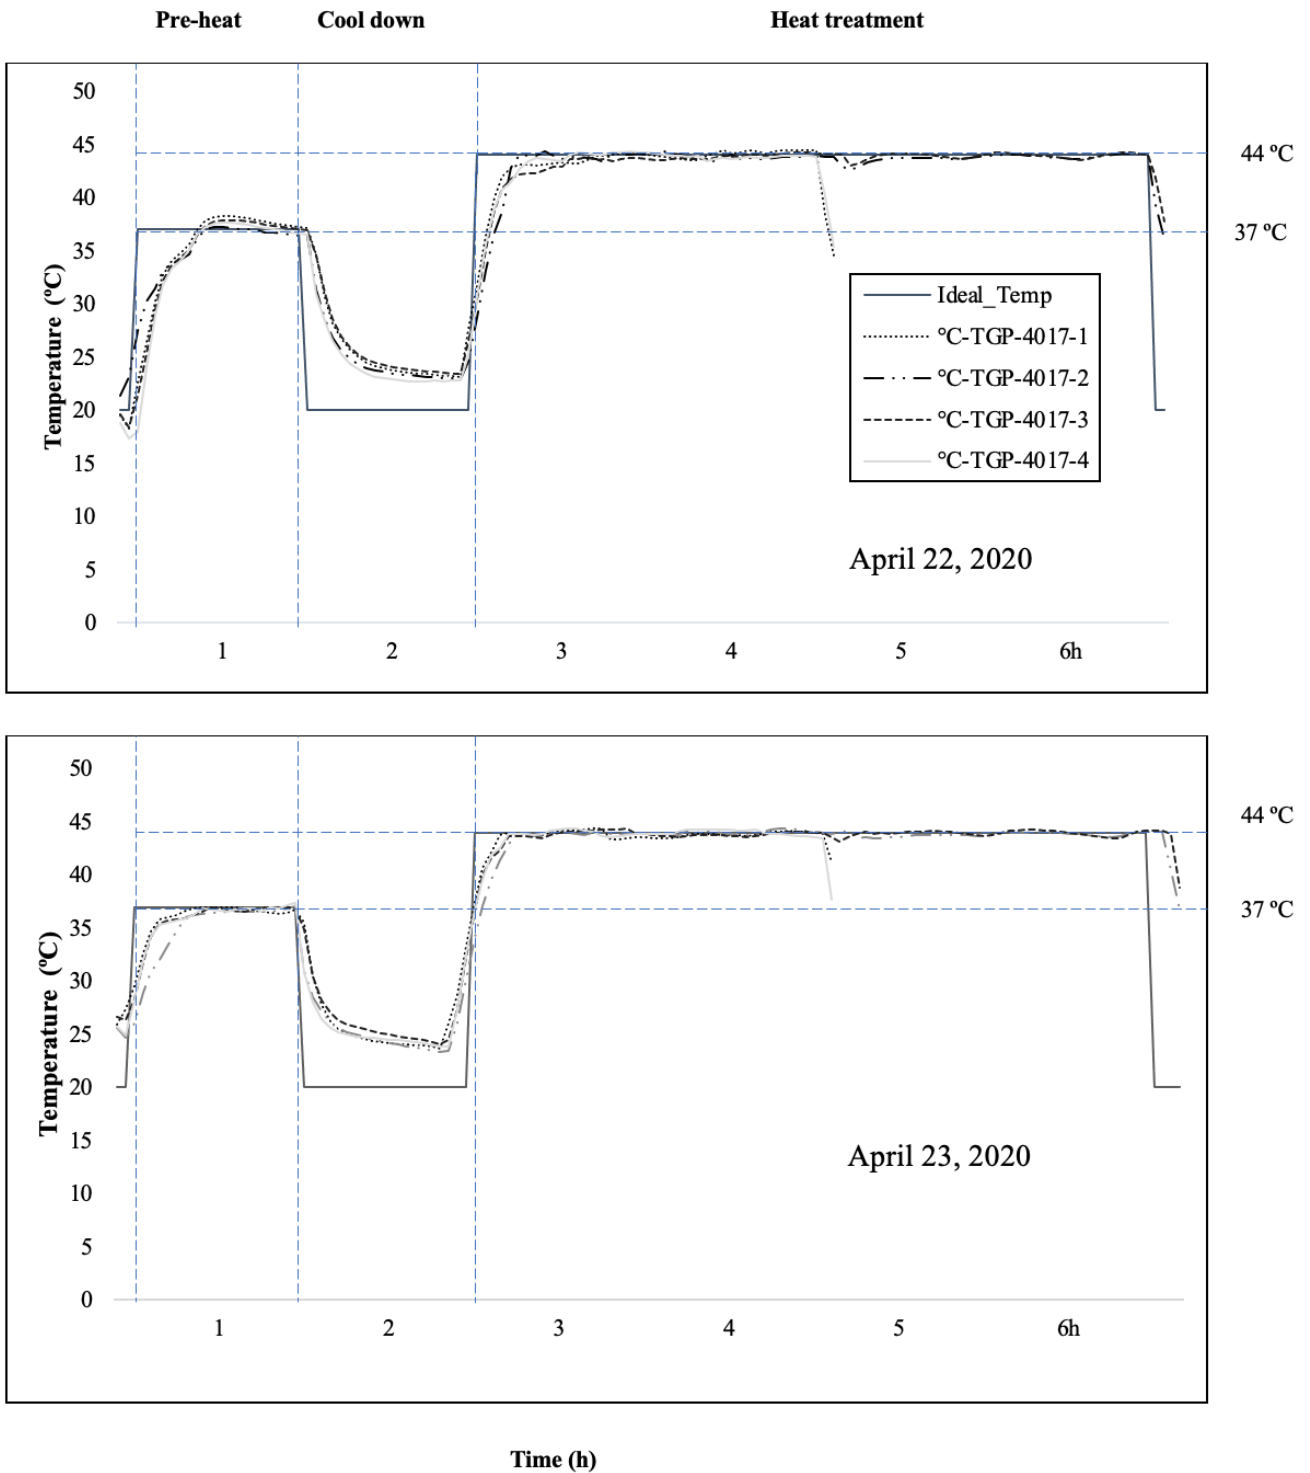 Pre-heat Cool down Heat treatment
50
45
44 ºC
40
37 ºC
35
30
25
20
15
10
5
0
Temperature (ºC)
Ideal_Temp
°C-TGP-4017-1
°C-TGP-4017-2
°C-TGP-4017-3
°C-TGP-4017-4
April 22, 2020
1 2 3 4 5 6h
50
45
44 ºC
40
37 ºC
35
30
25
20
15
10
5
0
Temperature (ºC)
April 23, 2020
1 2 3 4 5 6h
Time (h)